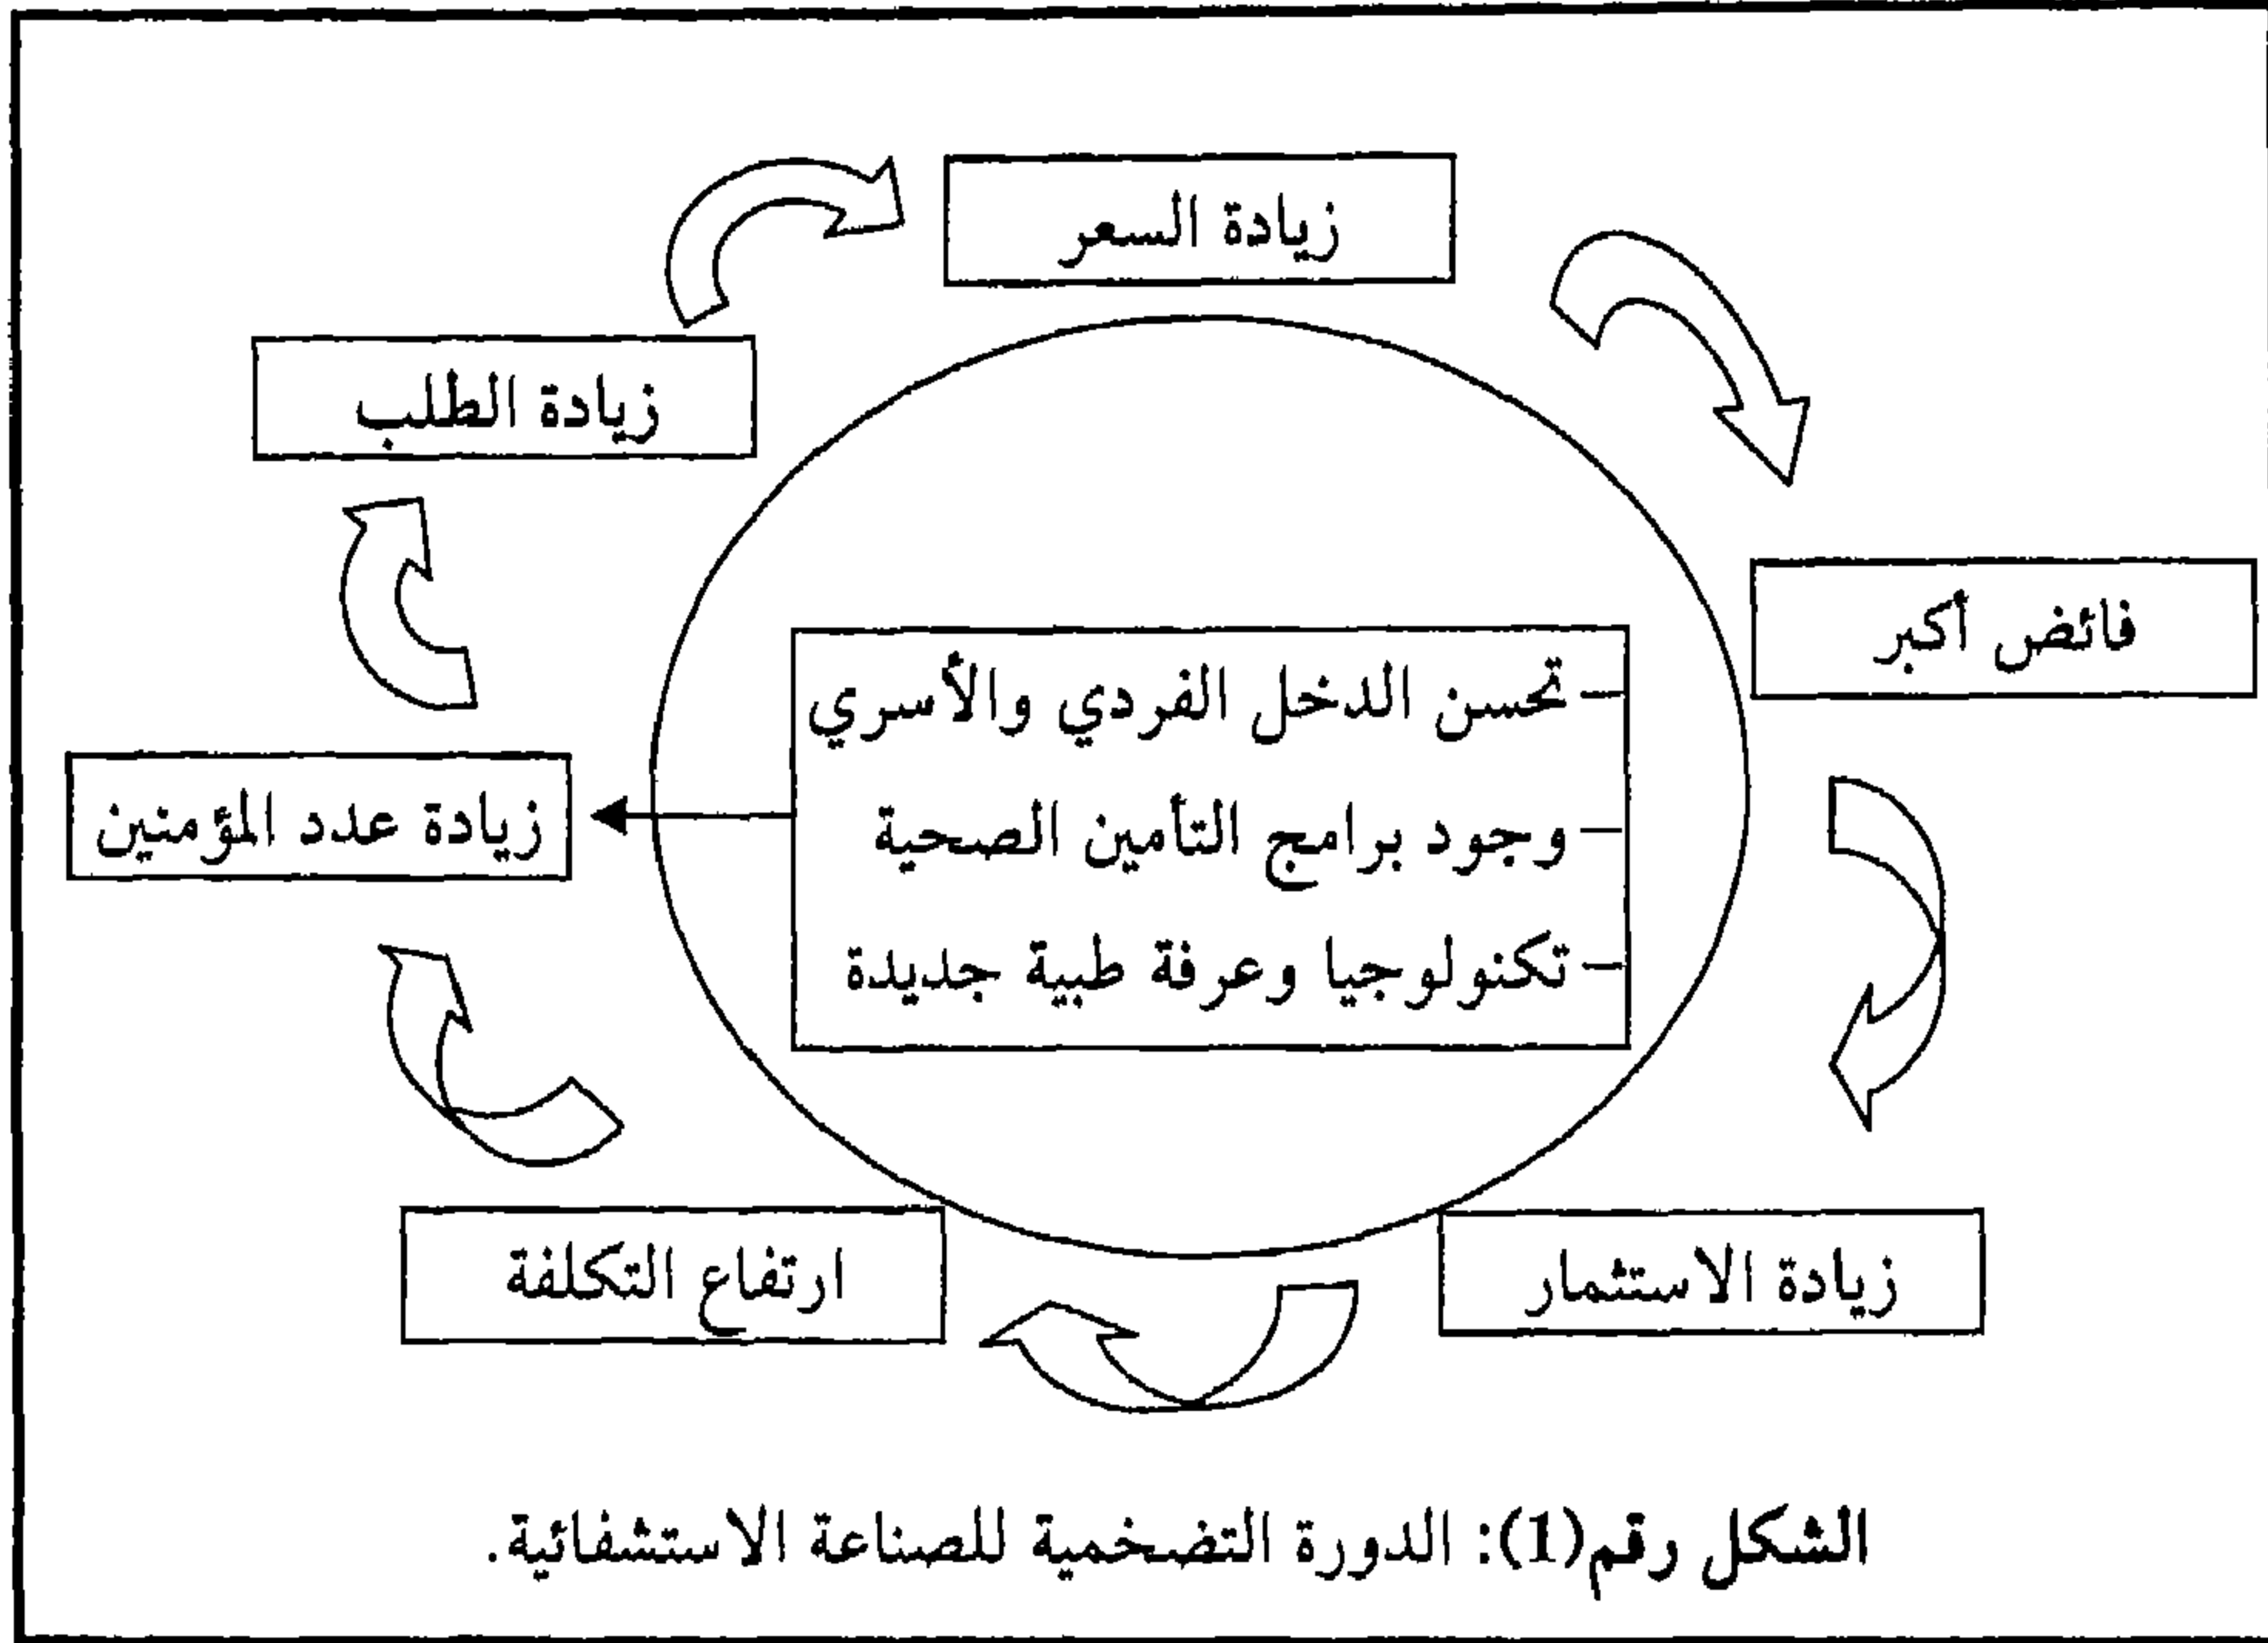 زيادة السعر
زيادة الطلب
فائض أكبر
- تحسن الدخل الفردي والأسري
- وجود برامج التأمين الصحية
- تكنولوجيا وعرفة طبية جديدة
زيادة عدد المؤمنين
ارتفاع التكلفة
زيادة الاستثمار
الشكل رقم(1): الدورة التضخمية للصناعة الاستشفائية.